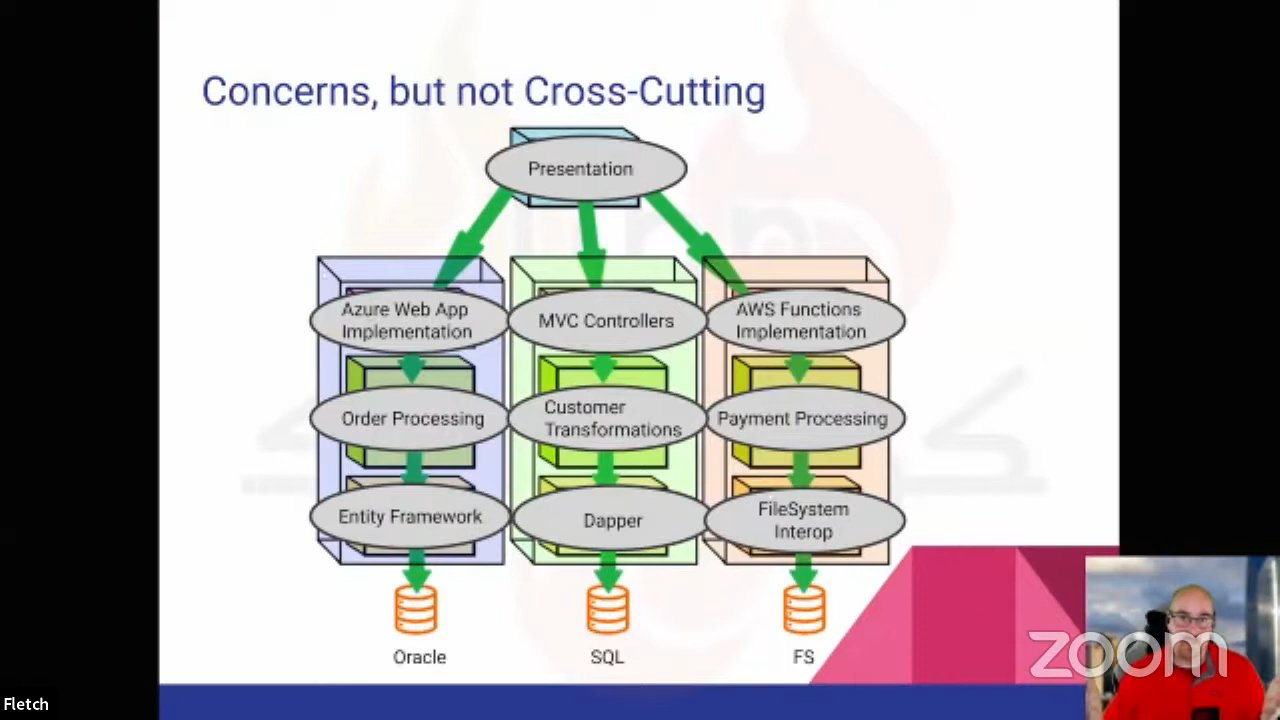 Concerns, but not Cross-Cutting
Presentation
Azure Web App
Implementation
MVC Controllers
AWS Functions
Implementation
Order Processing
Customer
Transformations
Payment Processing
Entity Framework
Dapper
FileSystem
Interop
Oracle
SQL
FS
zoom
Fletch